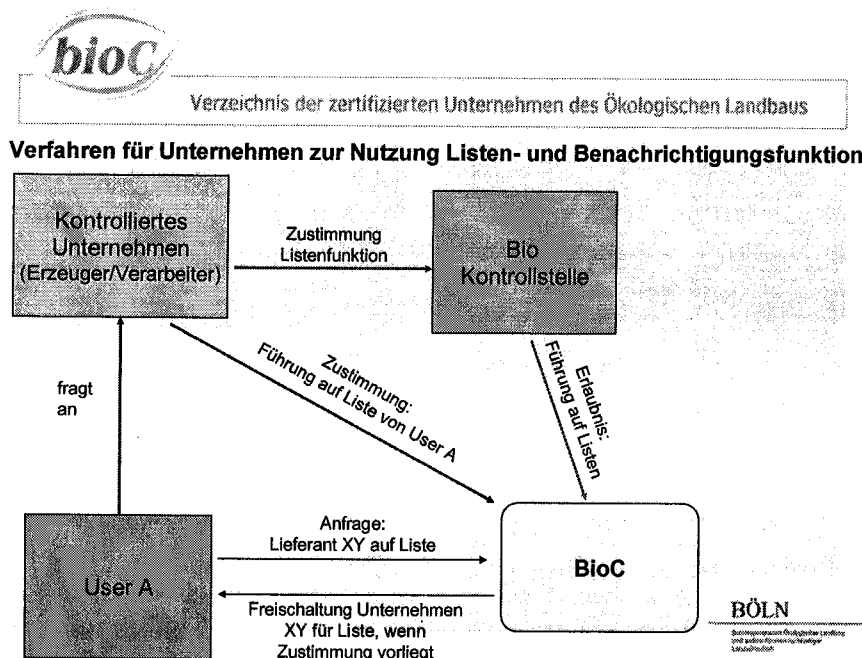 bioC
Verzeichnis der zertifizierten Unternehmen des Ökologischen Landbaus
Verfahren für Unternehmen zur Nutzung Listen- und Benachrichtigungsfunktion
Kontrolliertes
Unternehmen
(Erzeuger/Verarbeiter)
Zustimmung
Listenfunktion
Bio
Kontrollstelle
fragt
an
Zustimmung:
Führung auf Liste von User A
Erlaubnis:
Führung auf Listen
User A
Anfrage:
Lieferant XY auf Liste
BioC
Freischaltung Unternehmen
XY für Liste, wenn
Zustimmung vorliegt
BÖLN